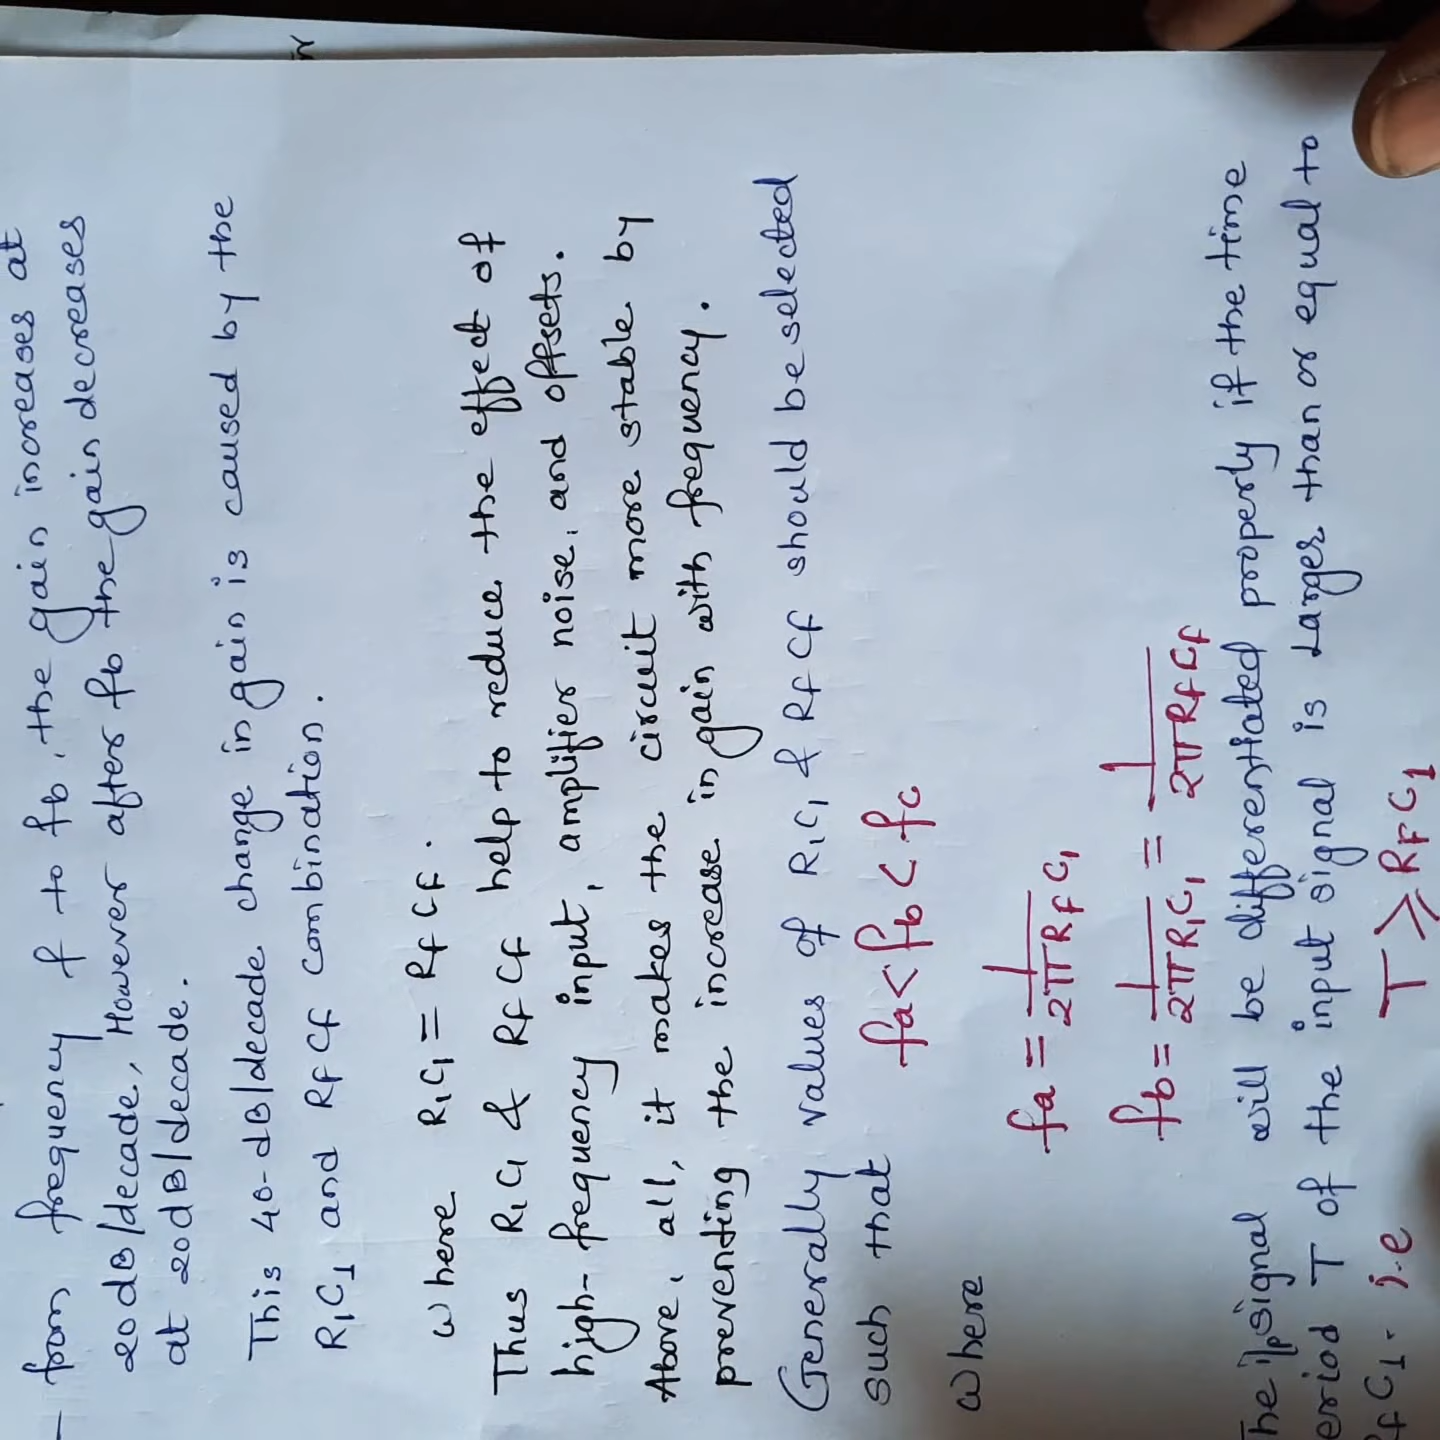 - from frequency f to fb, the gain increases at
20dB/decade, However after fb the gain decreases
at 20dB/decade.
This 40-dB/decade change in gain is caused by the
R1C1 and RfCf combination.
where R1C1 = RfCf.
Thus R1C1 & RfCf help to reduce the effect of
high-frequency input, amplifier noise, and offsets.
Above, all, it makes the circuit more stable by
preventing the increase in gain with frequency.
Generally values of R1C1 & RfCf should be selected
such that
fa < fb < fc
where
fa = 1/2πRfC1
fb = 1/2πR1C1 = 1/2πRfCf
he i/p signal will be differentiated properly if the time
eriod T of the input signal is Larger than or equal to
RfC1. i.e T ≥ RFC1